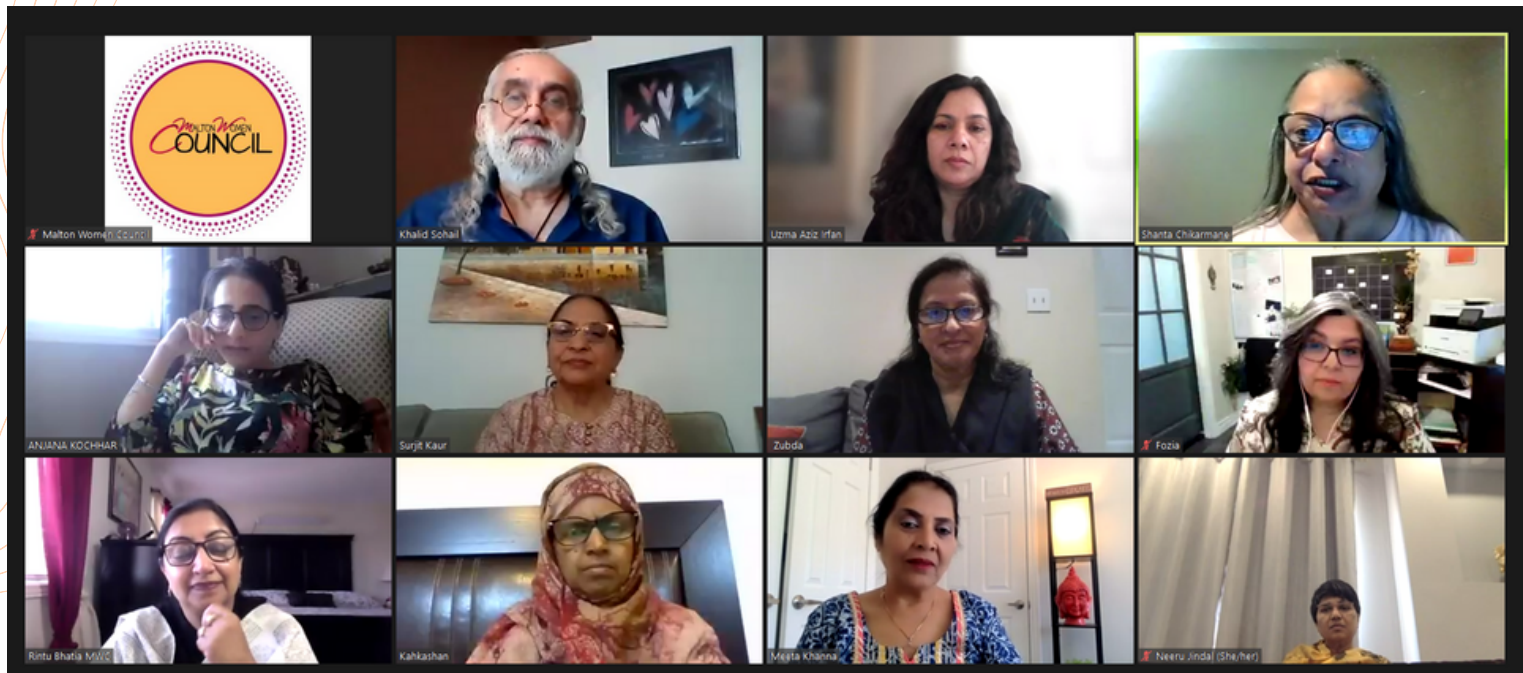 MALTON WOMEN
COUNCIL
Malton Women Council
Khalid Sohail
Uzma Aziz Irfan
Shanta Chikarmane
ANJANA KOCHHAR
Surjit Kaur
Zubda
Fozia
Rintu Bhatia MWC
Kahkashan
Meeta Khanna
Neeru Jindal (She/her)